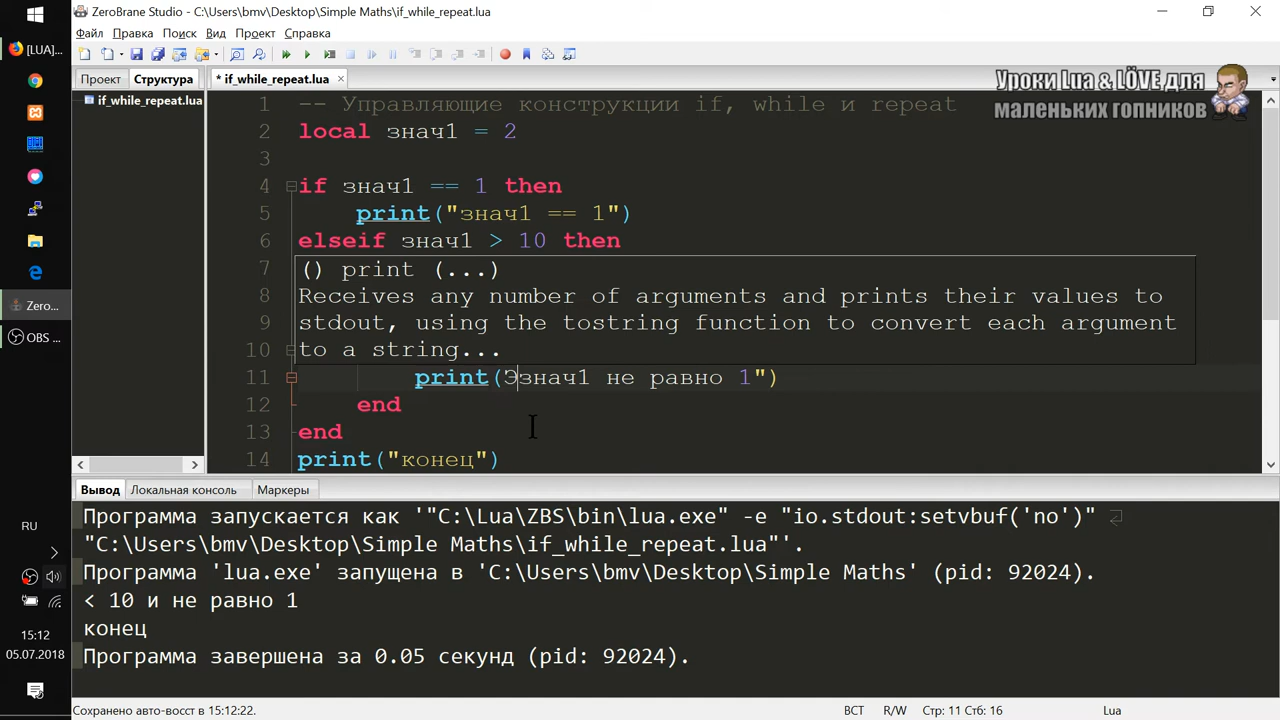 ZeroBrane Studio - C:\Users\bmv\Desktop\Simple Maths\if_while_repeat.lua
Файл Правка Поиск Вид Проект Справка
[LUA]...
Проект Структура * if_while_repeat.lua
if_while_repeat.lua
Уроки Lua & LÖVE для
маленьких гопников
1 -- Управляющие конструкции if, while и repeat
2 local знач1 = 2
3
4 if знач1 == 1 then
5 print("знач1 == 1")
6 elseif знач1 > 10 then
7 () print (...)
8 Receives any number of arguments and prints their values to
9 stdout, using the tostring function to convert each argument
10 to a string...
11 print(Эзнач1 не равно 1")
12 end
13 end
14 print("конец")
Zero...
OBS ...
Вывод Локальная консоль Маркеры
Программа запускается как '"C:\Lua\ZBS\bin\lua.exe" -e "io.stdout:setvbuf('no')"
"C:\Users\bmv\Desktop\Simple Maths\if_while_repeat.lua"'.
Программа 'lua.exe' запущена в 'C:\Users\bmv\Desktop\Simple Maths' (pid: 92024).
< 10 и не равно 1
конец
Программа завершена за 0.05 секунд (pid: 92024).
RU
15:12
05.07.2018
Сохранено авто-восст в 15:12:22. ВСТ R/W Стр: 11 Стб: 16 Lua